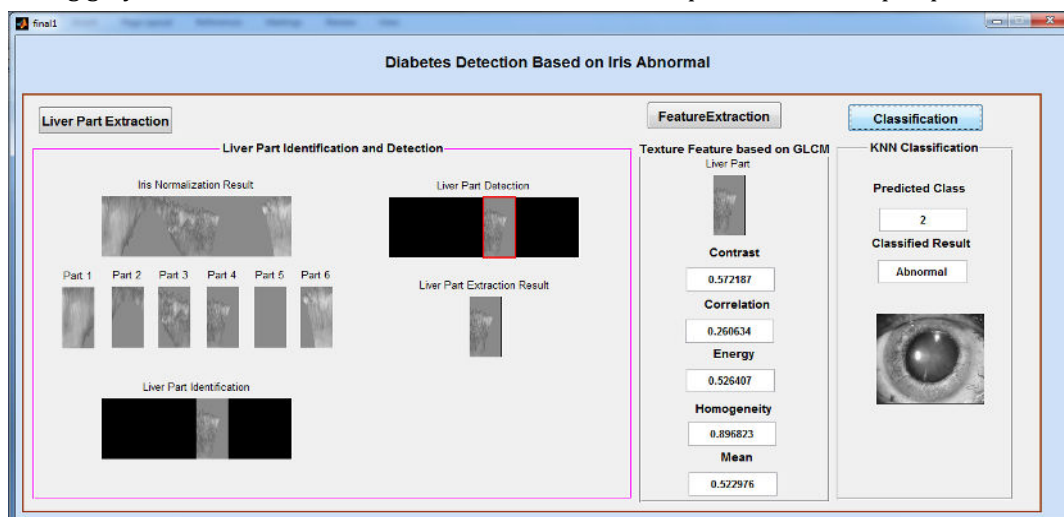 final1
Diabetes Detection Based on Iris Abnormal
Liver Part Extraction
FeatureExtraction
Classification
Liver Part Identification and Detection
Iris Normalization Result
Part 1 Part 2 Part 3 Part 4 Part 5 Part 6
Liver Part Identification
Liver Part Detection
Liver Part Extraction Result
Texture Feature based on GLCM
Liver Part
Contrast
0.572187
Correlation
0.260634
Energy
0.526407
Homogeneity
0.896823
Mean
0.522976
KNN Classification
Predicted Class
2
Classified Result
Abnormal